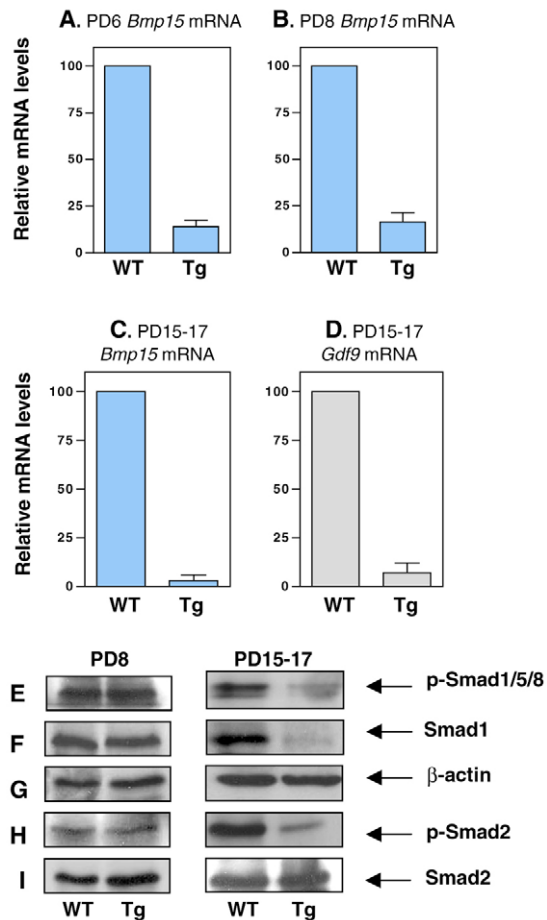 A. PD6 Bmp15 mRNA
B. PD8 Bmp15 mRNA
Relative mRNA levels
100
75
50
25
0
WT Tg
100
75
50
25
0
WT Tg
C. PD15-17
Bmp15 mRNA
D. PD15-17
Gdf9 mRNA
Relative mRNA levels
100
75
50
25
0
WT Tg
100
75
50
25
0
WT Tg
PD8
PD15-17
E
p-Smad1/5/8
F
Smad1
G
β-actin
H
p-Smad2
I
Smad2
WT Tg
WT Tg